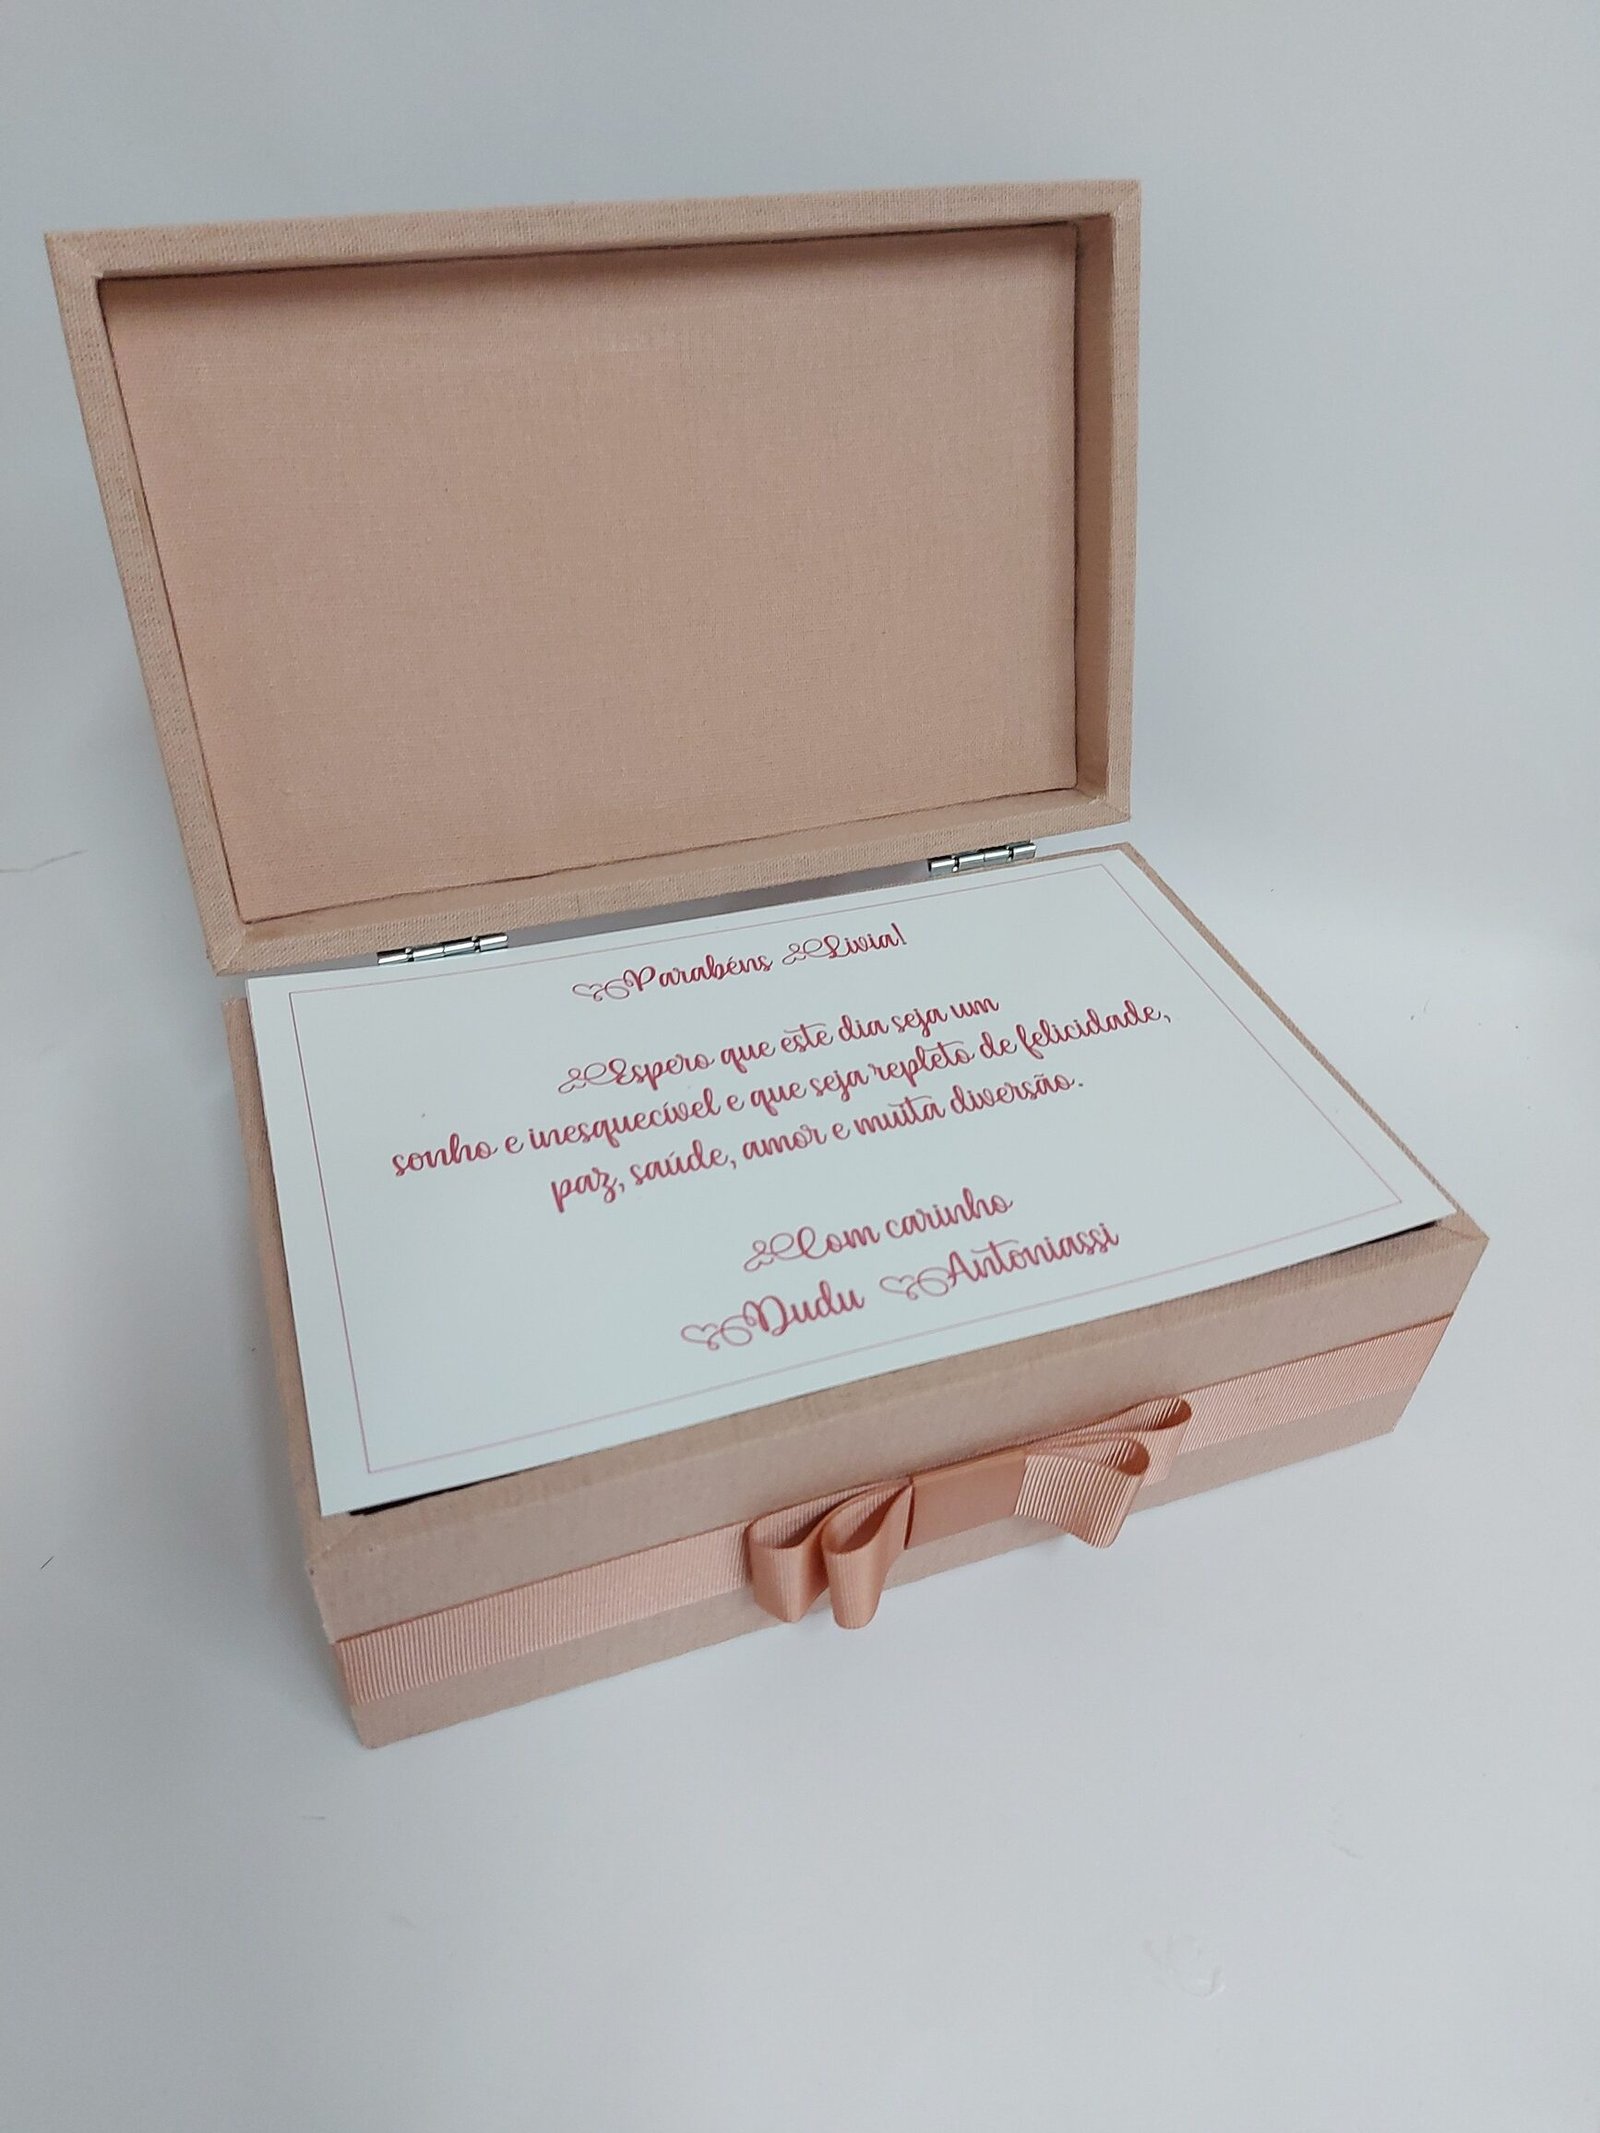 Parabéns Livia!
Espero que este dia seja um
sonho e inesquecível e que seja repleto de felicidade,
paz, saúde, amor e muita diversão.
Com carinho
Dudu Antoniassi